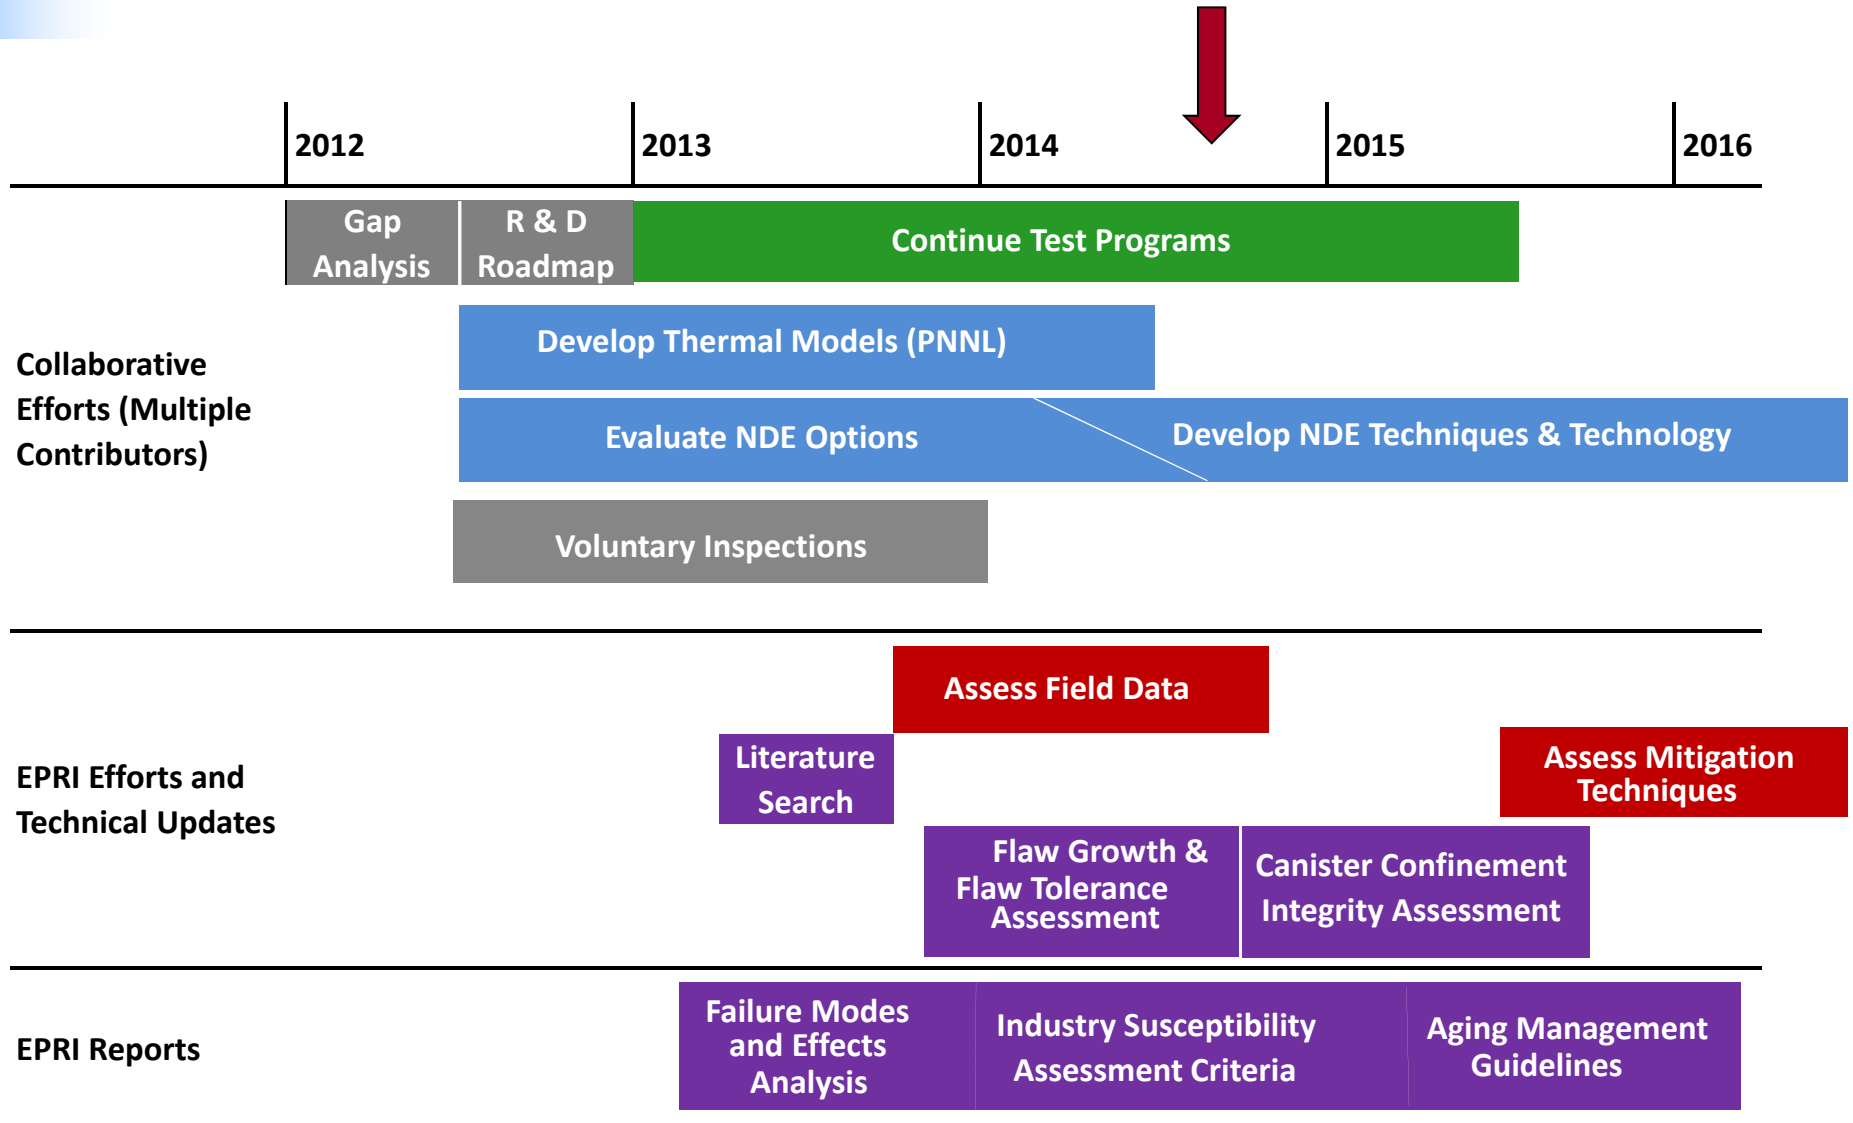 2012
2013
2014
2015
2016
Gap
Analysis
R & D
Roadmap
Continue Test Programs
Develop Thermal Models (PNNL)
Collaborative
Efforts (Multiple
Contributors)
Evaluate NDE Options
Develop NDE Techniques & Technology
Voluntary Inspections
Assess Field Data
EPRI Efforts and
Technical Updates
Literature
Search
Assess Mitigation
Techniques
Flaw Growth &
Flaw Tolerance
Assessment
Canister Confinement
Integrity Assessment
EPRI Reports
Failure Modes
and Effects
Analysis
Industry Susceptibility
Assessment Criteria
Aging Management
Guidelines